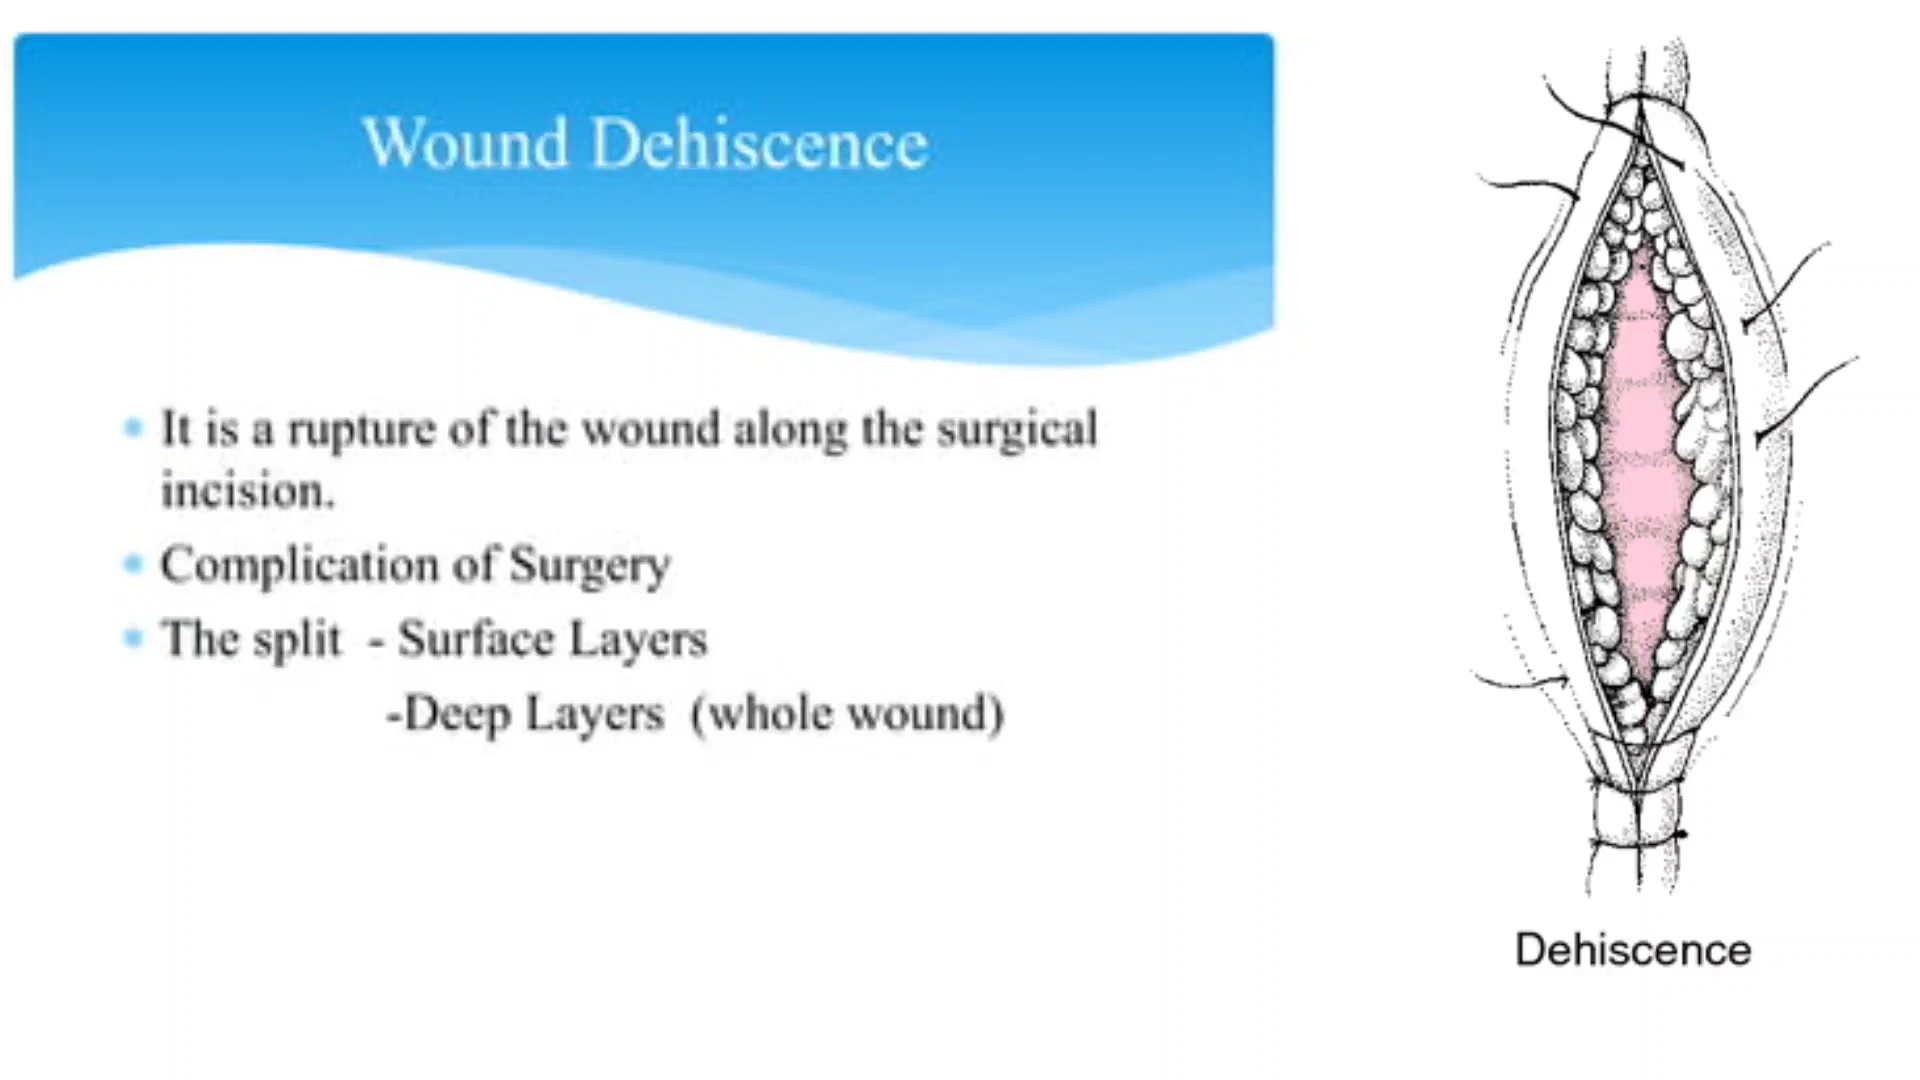 Wound Dehiscence
It is a rupture of the wound along the surgical
incision.
Complication of Surgery
The split - Surface Layers
-Deep Layers (whole wound)
Dehiscence